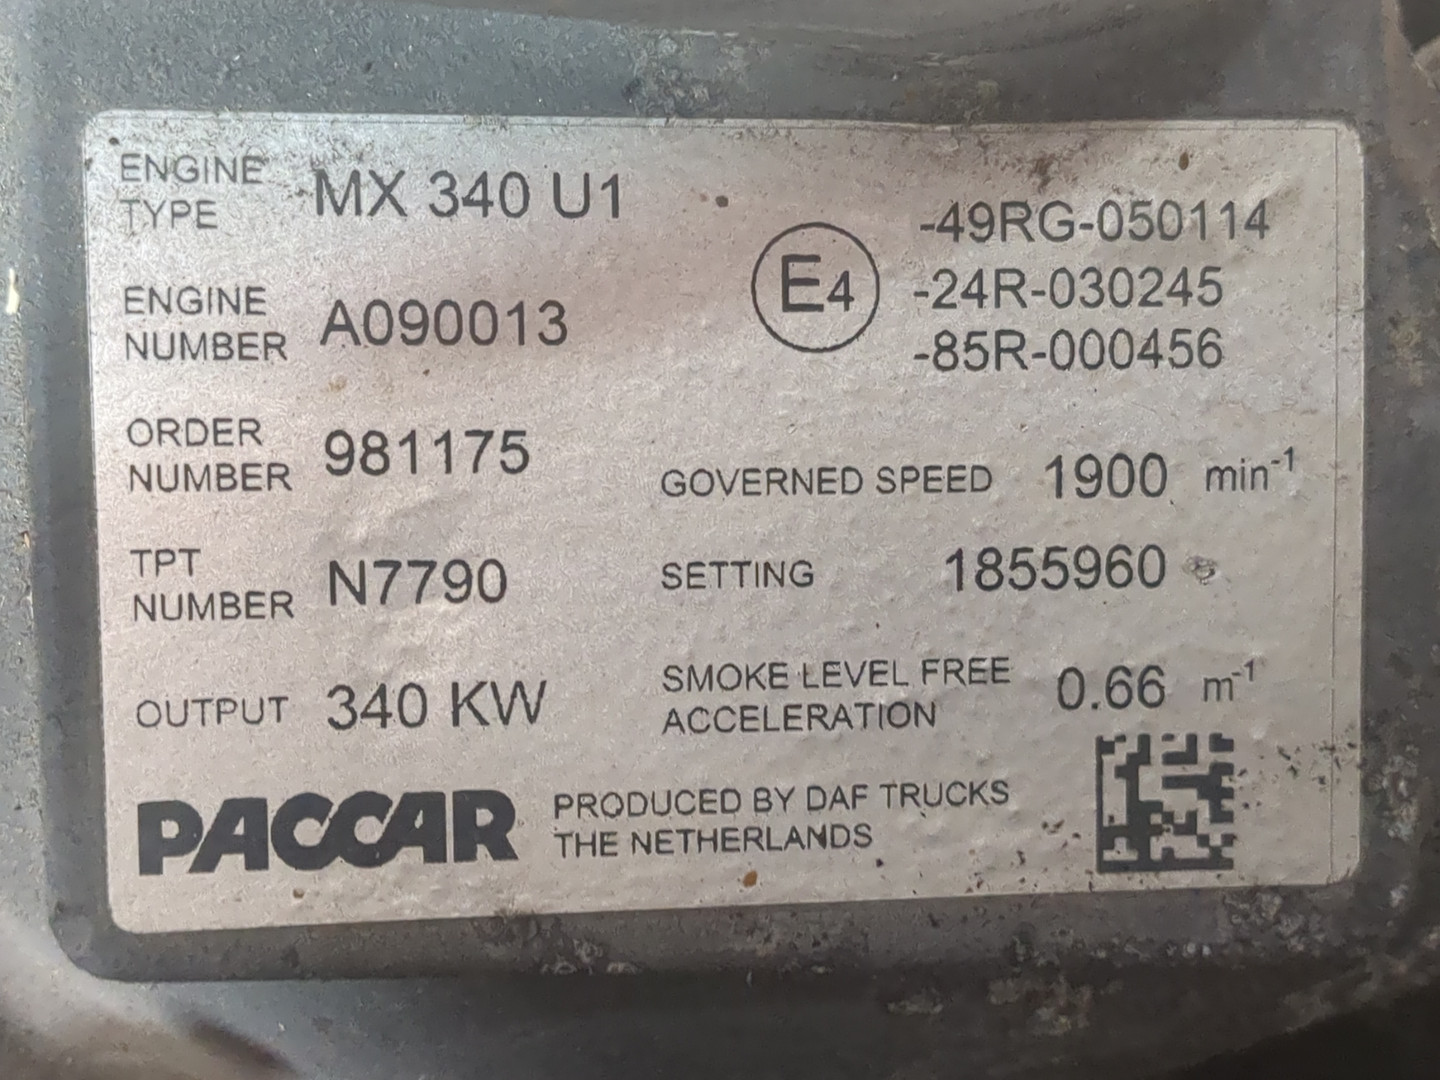 ENGINE
TYPE
MX 340 U1
ENGINE
NUMBER
A090013
ORDER
NUMBER
981175
TPT
NUMBER
N7790
OUTPUT 340 KW
E4
-49RG-050114
-24R-030245
-85R-000456
GOVERNED SPEED 1900 min⁻¹
SETTING 1855960
SMOKE LEVEL FREE
ACCELERATION
0.66 m⁻¹
PACCAR
PRODUCED BY DAF TRUCKS
THE NETHERLANDS